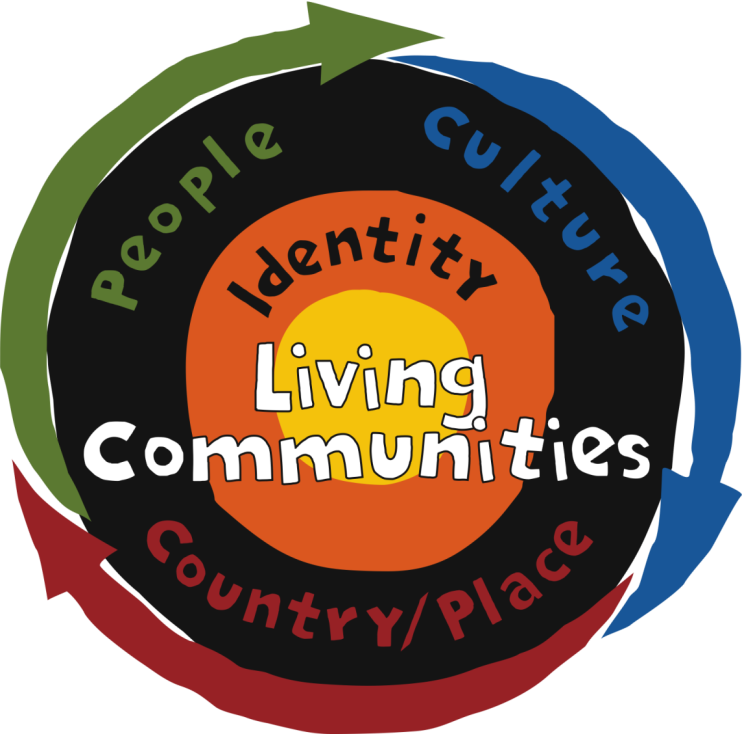 People
Culture
Identity
Living
Communities
Country/Place